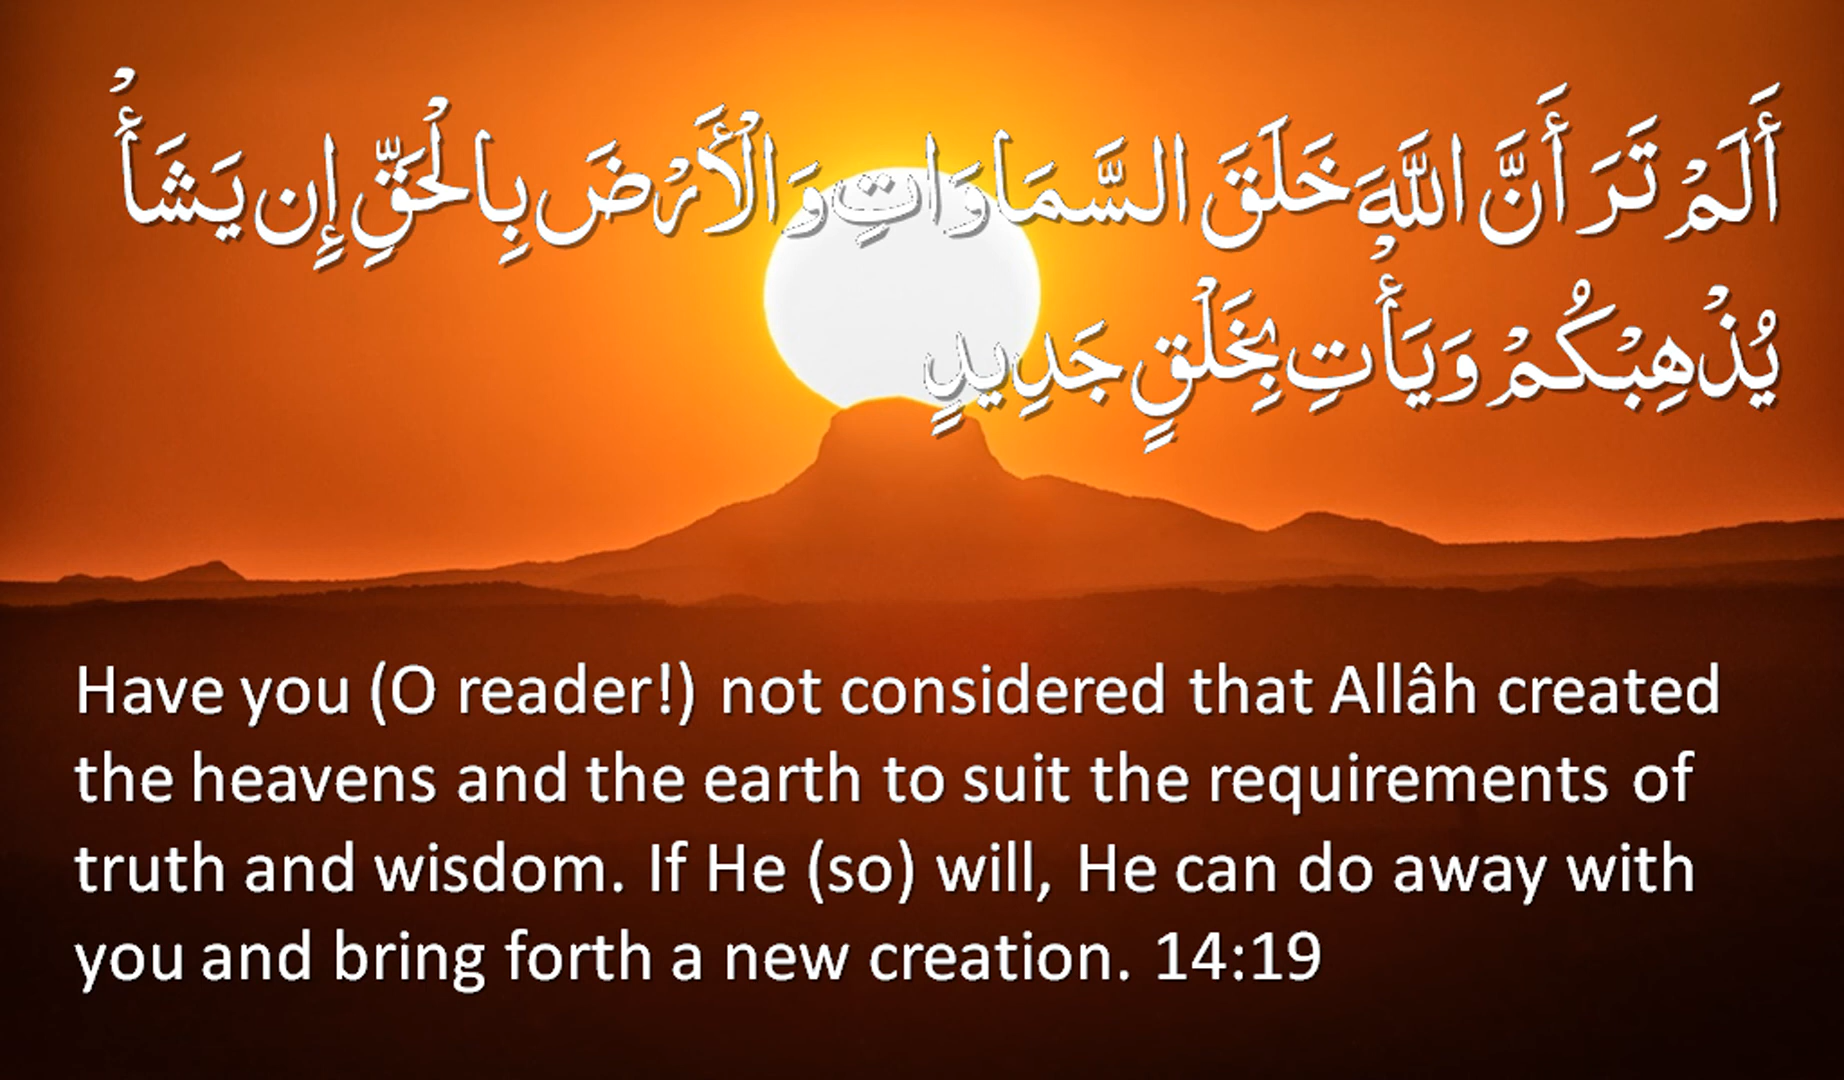 أَلَمْ تَرَ أَنَّ اللَّهَ خَلَقَ السَّمَاوَاتِ وَالْأَرْضَ بِالْحَقِّ إِن يَشَأْ
يُذْهِبْكُمْ وَيَأْتِ بِخَلْقٍ جَدِيدٍ
Have you (O reader!) not considered that Allâh created
the heavens and the earth to suit the requirements of
truth and wisdom. If He (so) will, He can do away with
you and bring forth a new creation. 14:19